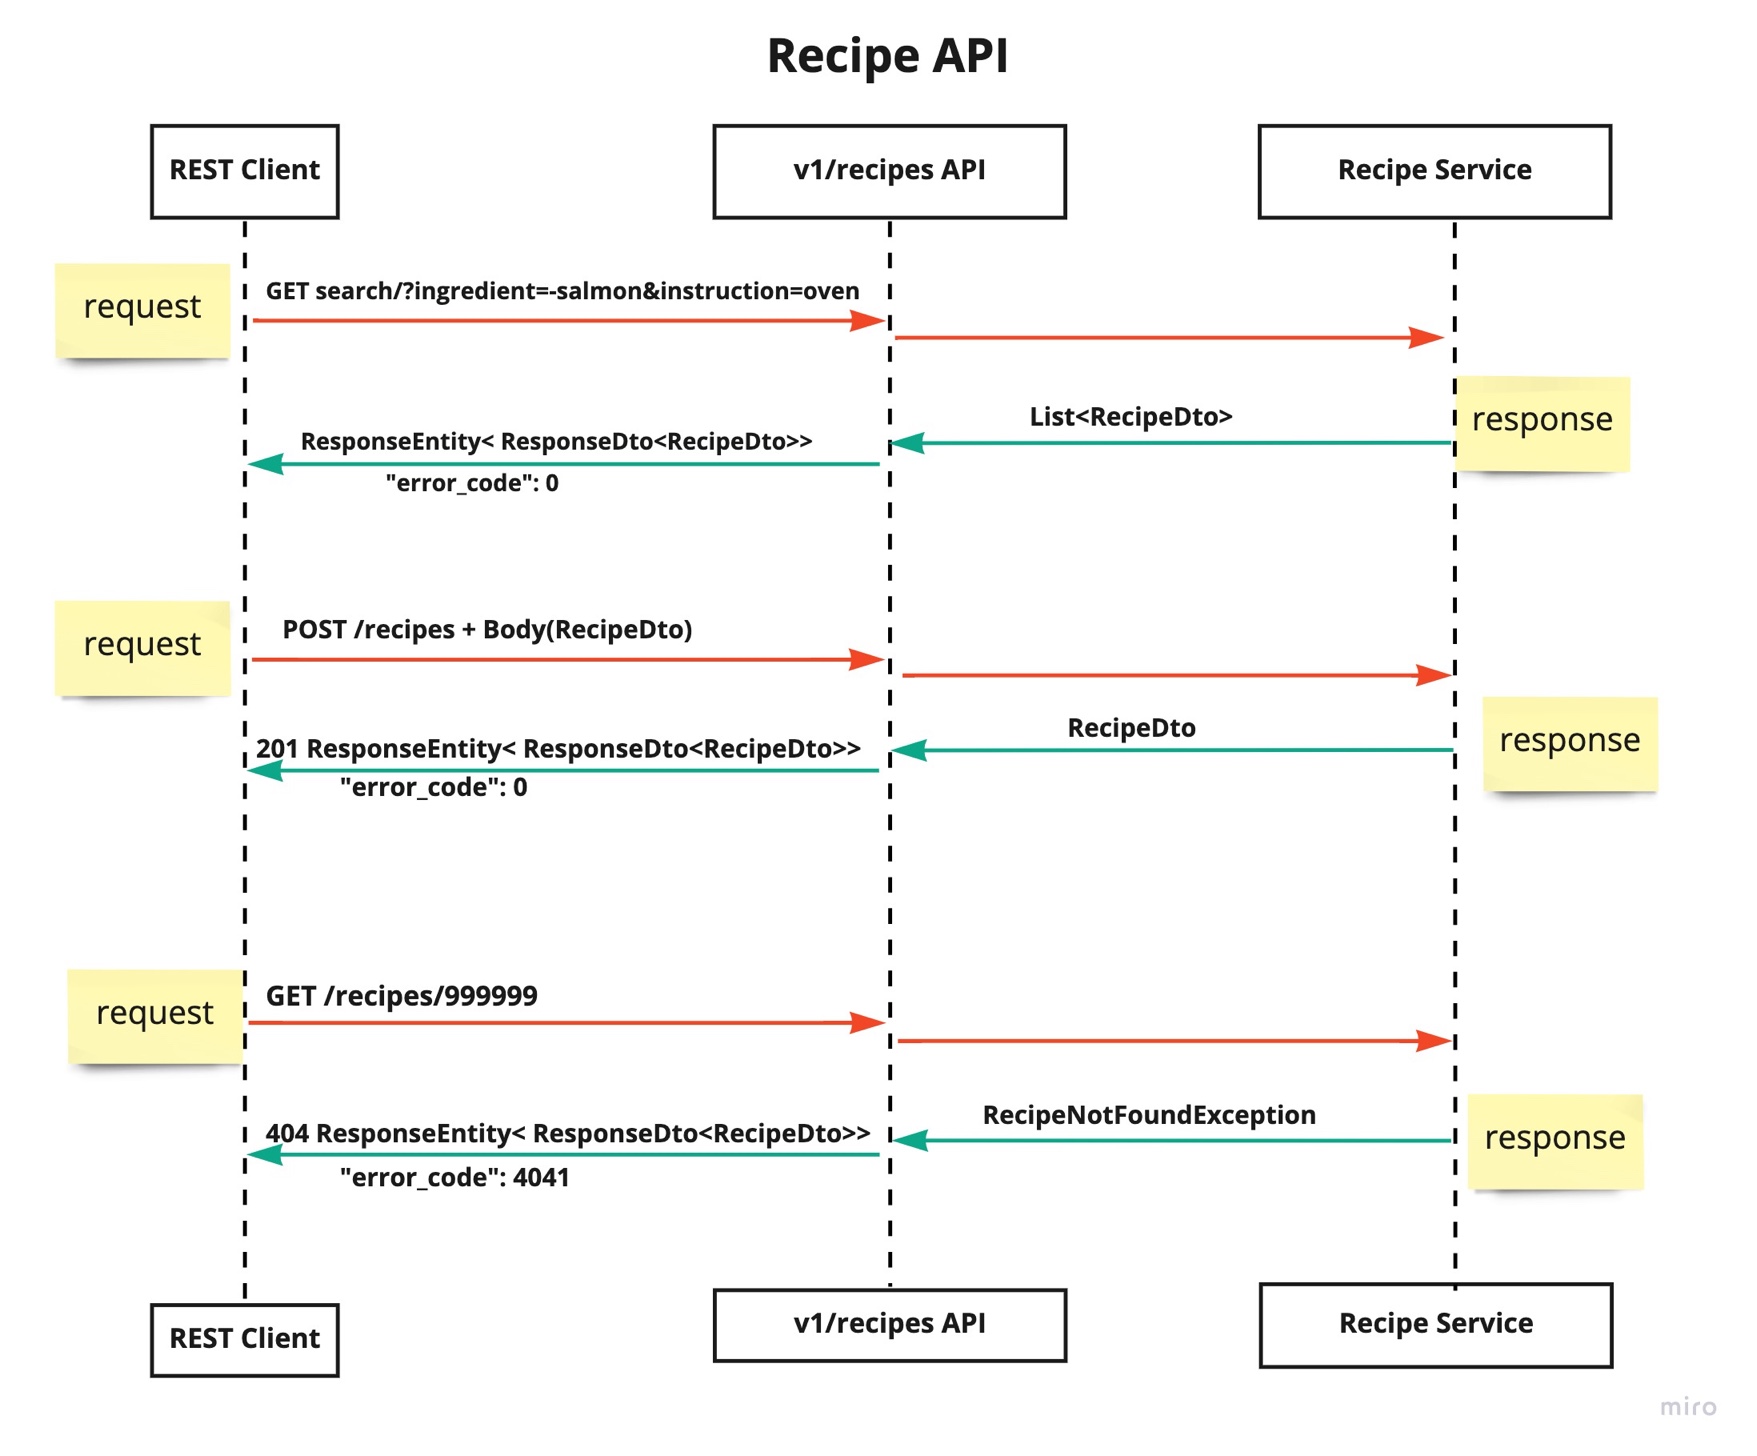 Recipe API
REST Client
v1/recipes API
Recipe Service
request
GET search/?ingredient=-salmon&instruction=oven
List<RecipeDto>
response
ResponseEntity< ResponseDto<RecipeDto>>
"error_code": 0
request
POST /recipes + Body(RecipeDto)
RecipeDto
response
201 ResponseEntity< ResponseDto<RecipeDto>>
"error_code": 0
request
GET /recipes/999999
RecipeNotFoundException
response
404 ResponseEntity< ResponseDto<RecipeDto>>
"error_code": 4041
REST Client
v1/recipes API
Recipe Service
miro